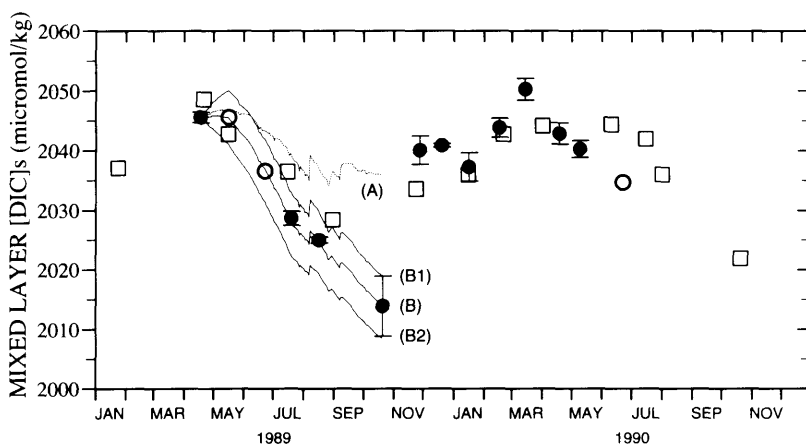 MIXED LAYER [DIC]s (micromol/kg)
2060
2050
2040
2030
2020
2010
2000
(A)
(B1)
(B)
(B2)
JAN MAR MAY JUL SEP NOV JAN MAR MAY JUL SEP NOV
1989 1990